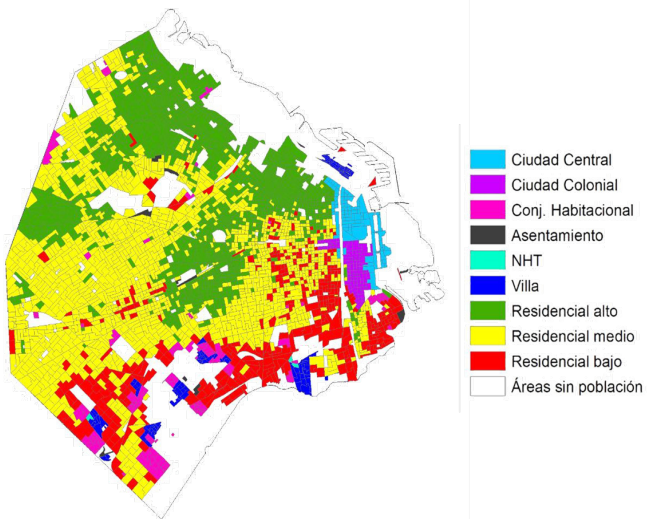 Ciudad Central
Ciudad Colonial
Conj. Habitacional
Asentamiento
NHT
Villa
Residencial alto
Residencial medio
Residencial bajo
Áreas sin población